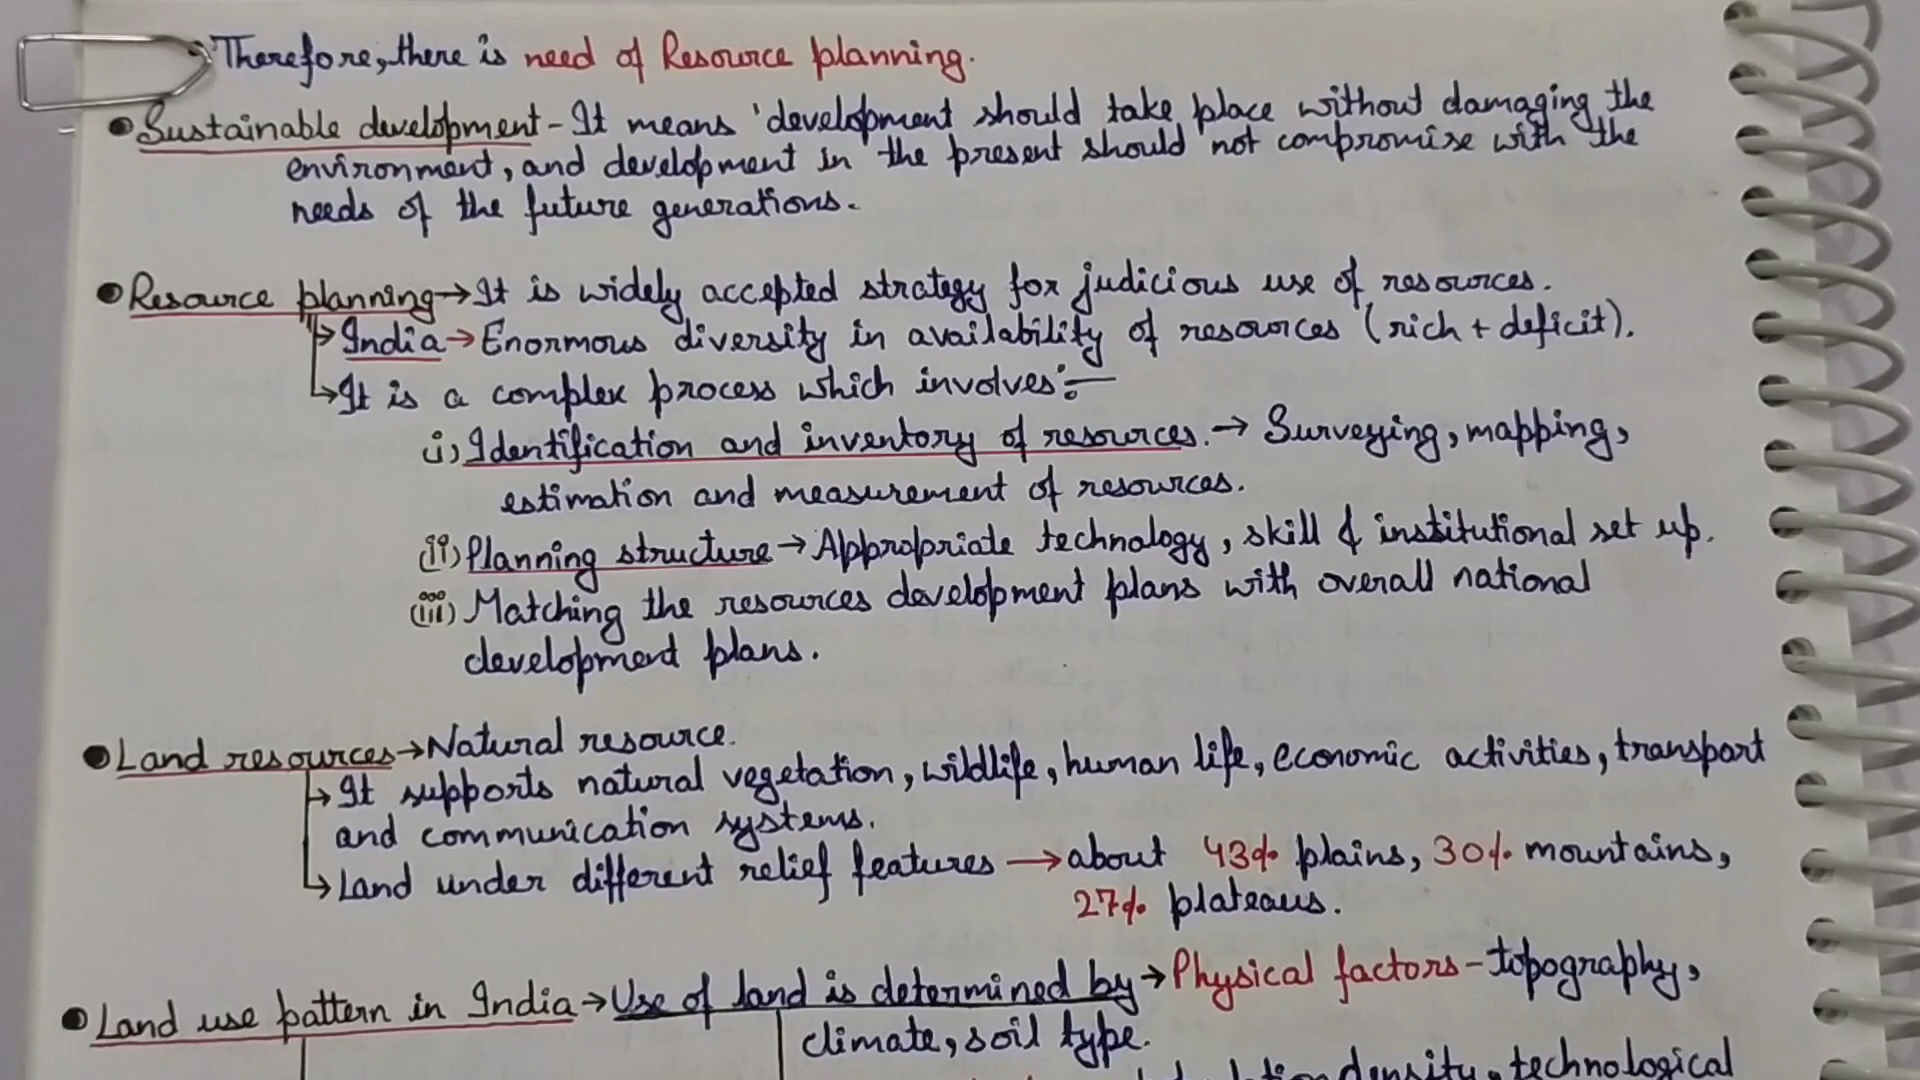 Therefore, there is need of Resource planning.
• Sustainable development - It means 'development should take place without damaging the
environment, and development in the present should not compromise with the
needs of the future generations.
• Resource planning → It is widely accepted strategy for judicious use of resources.
↳ India → Enormous diversity in availability of resources (rich + deficit).
↳ It is a complex process which involves:-
(i) Identification and inventory of resources. → Surveying, mapping,
estimation and measurement of resources.
(ii) Planning structure → Appropriate technology, skill & institutional set up.
(iii) Matching the resources development plans with overall national
development plans.
• Land resources → Natural resource.
↳ It supports natural vegetation, wildlife, human life, economic activities, transport
and communication systems.
↳ Land under different relief features → about 43% plains, 30% mountains,
27% plateaus.
• Land use pattern in India → Use of land is determined by → Physical factors - topography,
climate, soil type.
density, technological